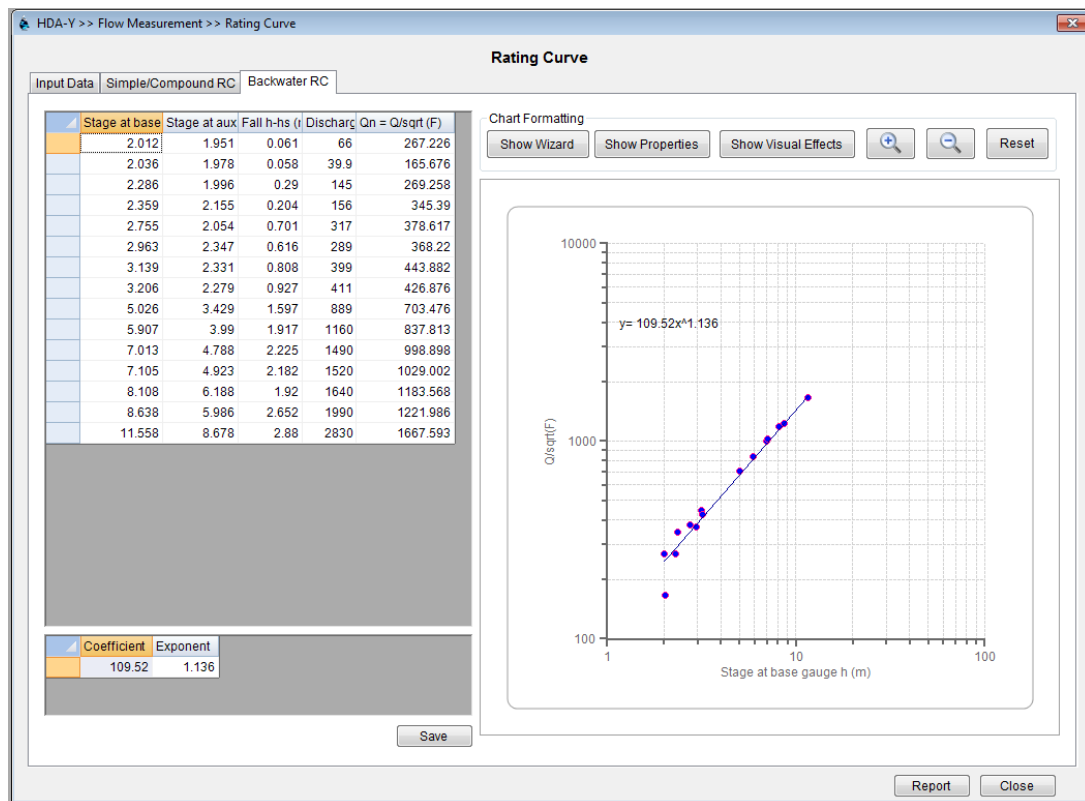 HDA-Y >> Flow Measurement >> Rating Curve
Rating Curve
Input Data Simple/Compound RC Backwater RC
Stage at base Stage at aux Fall h-hs (r Discharg Qn = Q/sqrt (F)
2.012 1.951 0.061 66 267.226
2.036 1.978 0.058 39.9 165.676
2.286 1.996 0.29 145 269.258
2.359 2.155 0.204 156 345.39
2.755 2.054 0.701 317 378.617
2.963 2.347 0.616 289 368.22
3.139 2.331 0.808 399 443.882
3.206 2.279 0.927 411 426.876
5.026 3.429 1.597 889 703.476
5.907 3.99 1.917 1160 837.813
7.013 4.788 2.225 1490 998.898
7.105 4.923 2.182 1520 1029.002
8.108 6.188 1.92 1640 1183.568
8.638 5.986 2.652 1990 1221.986
11.558 8.678 2.88 2830 1667.593
Coefficient Exponent
109.52 1.136
Save
Chart Formatting
Show Wizard Show Properties Show Visual Effects Reset
10000
y= 109.52x^1.136
1000
Q/sqrt(F)
100
1 10 100
Stage at base gauge h (m)
Report Close